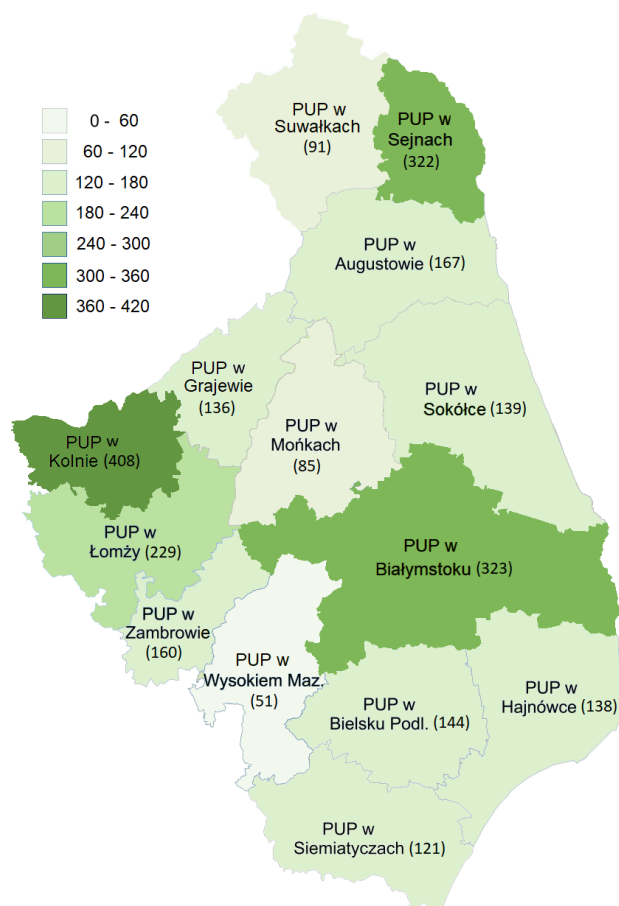 0 - 60
60 - 120
120 - 180
180 - 240
240 - 300
300 - 360
360 - 420
PUP w
Suwałkach
(91)
PUP w
Sejnach
(322)
PUP w
Augustowie (167)
PUP w
Grajewie
(136)
PUP w
Mońkach
(85)
PUP w
Sokółce (139)
PUP w
Kolnie (408)
PUP w
Łomży (229)
PUP w
Białymstoku (323)
PUP w
Zambrowie
(160)
PUP w
Wysokiem Maz.
(51)
PUP w
Bielsku Podl. (144)
PUP w
Hajnówce (138)
PUP w
Siemiatyczach (121)